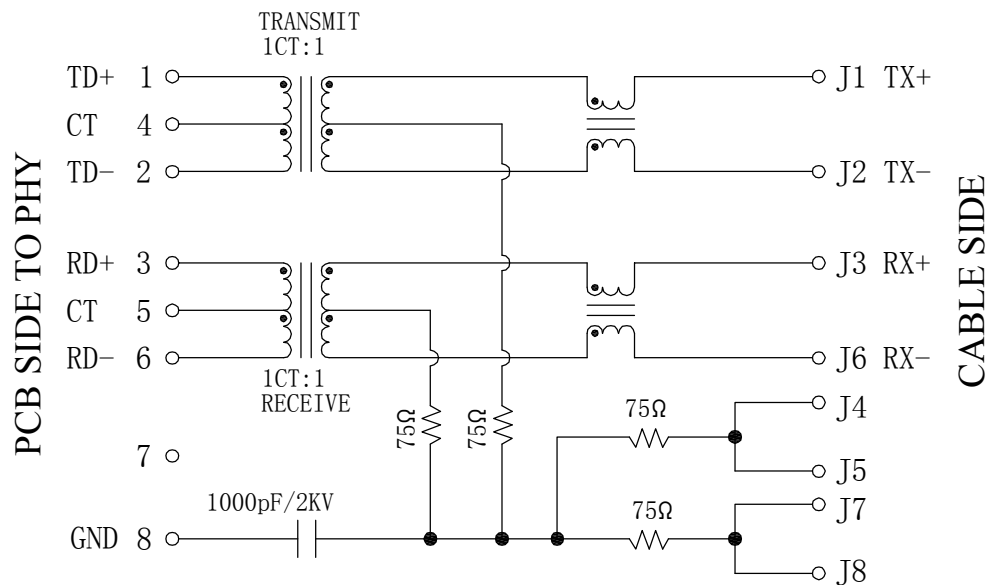 TRANSMIT
1CT:1
TD+ 1
J1 TX+
CT 4
TD- 2
J2 TX-
PCB SIDE TO PHY
CABLE SIDE
RD+ 3
J3 RX+
CT 5
RD- 6
J6 RX-
1CT:1
RECEIVE
75Ω
75Ω
75Ω
J4
7
J5
1000pF/2KV
75Ω
J7
GND 8
J8